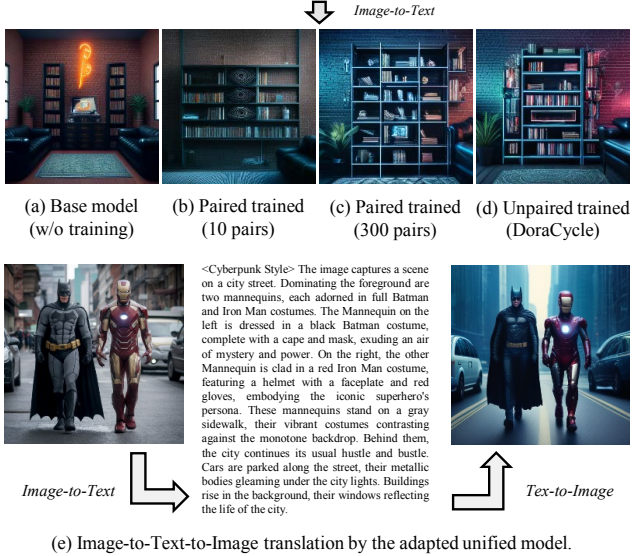 Image-to-Text
(a) Base model
(w/o training)
(b) Paired trained
(10 pairs)
(c) Paired trained
(300 pairs)
(d) Unpaired trained
(DoraCycle)
<Cyberpunk Style> The image captures a scene
on a city street. Dominating the foreground are
two mannequins, each adorned in full Batman
and Iron Man costumes. The Mannequin on the
left is dressed in a black Batman costume,
complete with a cape and mask, exuding an air
of mystery and power. On the right, the other
Mannequin is clad in a red Iron Man costume,
featuring a helmet with a faceplate and red
gloves, embodying the iconic superhero's
persona. These mannequins stand on a gray
sidewalk, their vibrant costumes contrasting
against the monotone backdrop. Behind them,
the city continues its usual hustle and bustle.
Cars are parked along the street, their metallic
bodies gleaming under the city lights. Buildings
rise in the background, their windows reflecting
the life of the city.
Image-to-Text
Tex-to-Image
(e) Image-to-Text-to-Image translation by the adapted unified model.